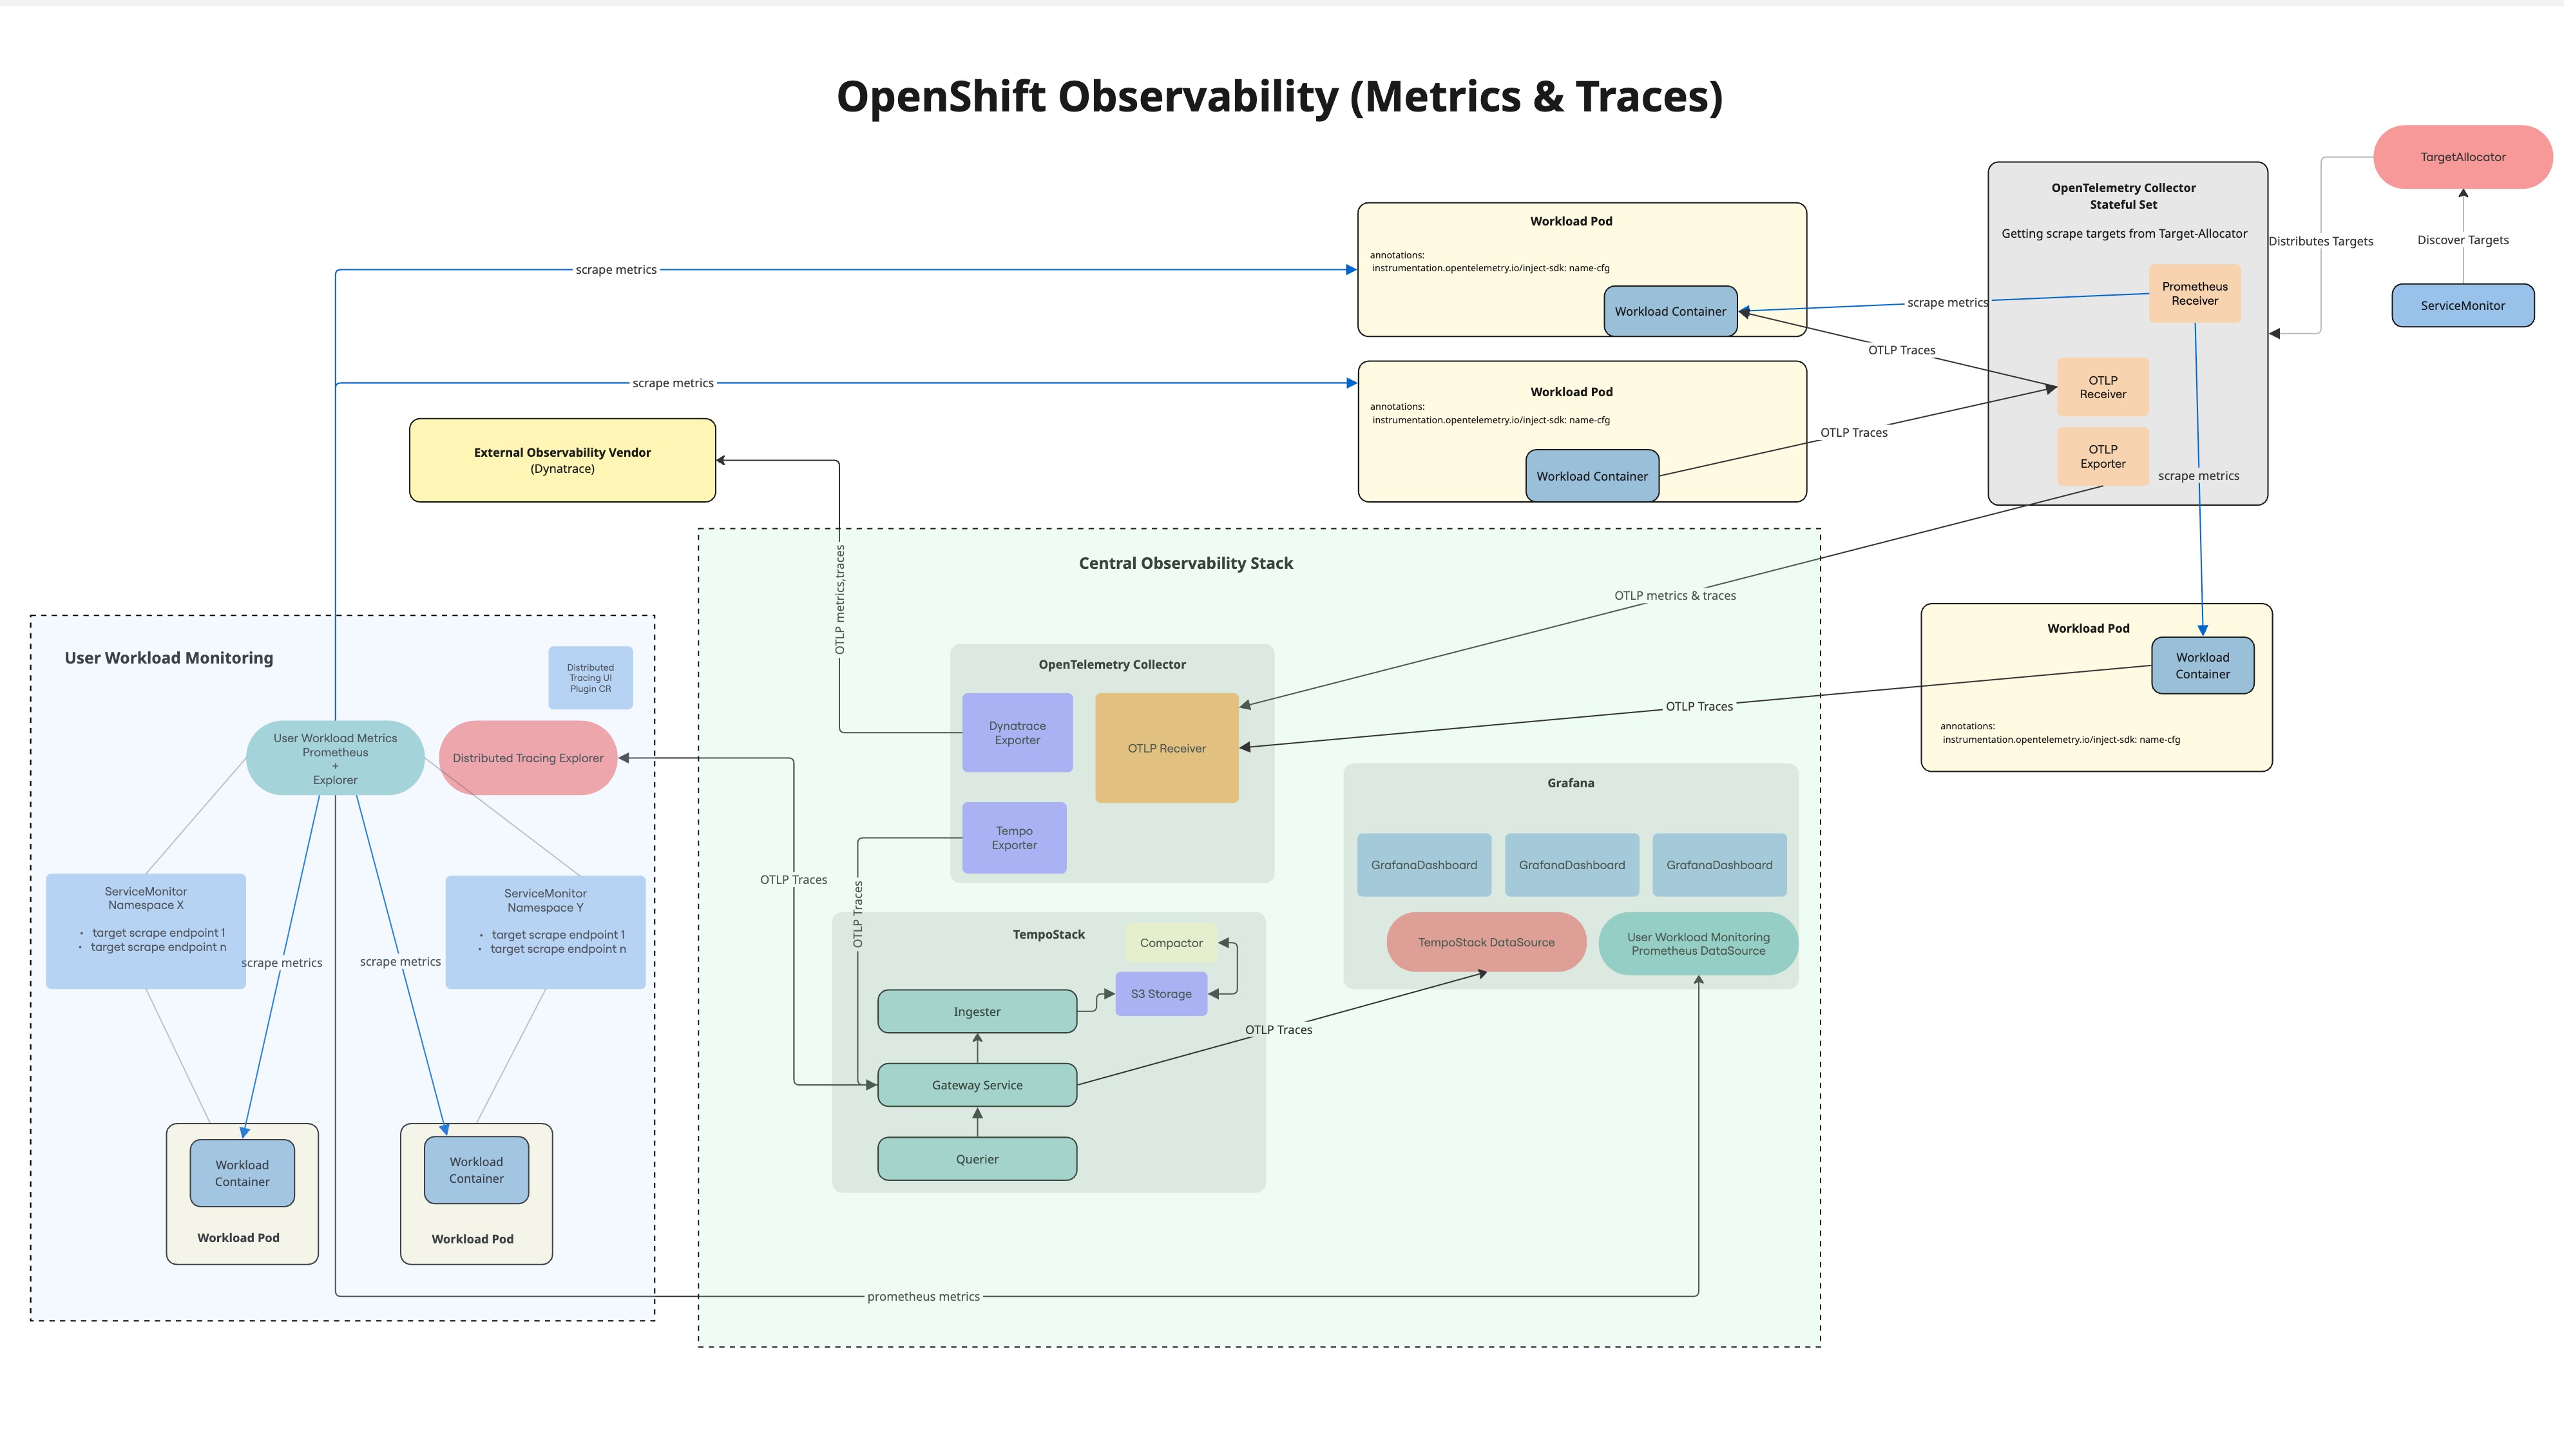 OpenShift Observability (Metrics & Traces)
TargetAllocator
Distributes Targets
Discover Targets
ServiceMonitor
OpenTelemetry Collector
Stateful Set
Getting scrape targets from Target-Allocator
Prometheus
Receiver
OTLP
Receiver
OTLP
Exporter
scrape metrics
scrape metrics
OTLP Traces
OTLP Traces
Workload Pod
annotations:
instrumentation.opentelemetry.io/inject-sdk: name-cfg
Workload Container
Workload Pod
annotations:
instrumentation.opentelemetry.io/inject-sdk: name-cfg
Workload Container
scrape metrics
scrape metrics
External Observability Vendor
(Dynatrace)
OTLP metrics,traces
Central Observability Stack
OTLP metrics & traces
OTLP Traces
Workload Pod
Workload
Container
annotations:
instrumentation.opentelemetry.io/inject-sdk: name-cfg
OpenTelemetry Collector
Dynatrace
Exporter
OTLP Receiver
Tempo
Exporter
OTLP Traces
OTLP Traces
Grafana
GrafanaDashboard
GrafanaDashboard
GrafanaDashboard
TempoStack DataSource
User Workload Monitoring
Prometheus DataSource
TempoStack
Compactor
S3 Storage
Ingester
Gateway Service
Querier
OTLP Traces
prometheus metrics
User Workload Monitoring
Distributed
Tracing UI
Plugin CR
User Workload Metrics
Prometheus
+
Explorer
Distributed Tracing Explorer
ServiceMonitor
Namespace X
• target scrape endpoint 1
• target scrape endpoint n
ServiceMonitor
Namespace Y
• target scrape endpoint 1
• target scrape endpoint n
scrape metrics
scrape metrics
Workload
Container
Workload Pod
Workload
Container
Workload Pod